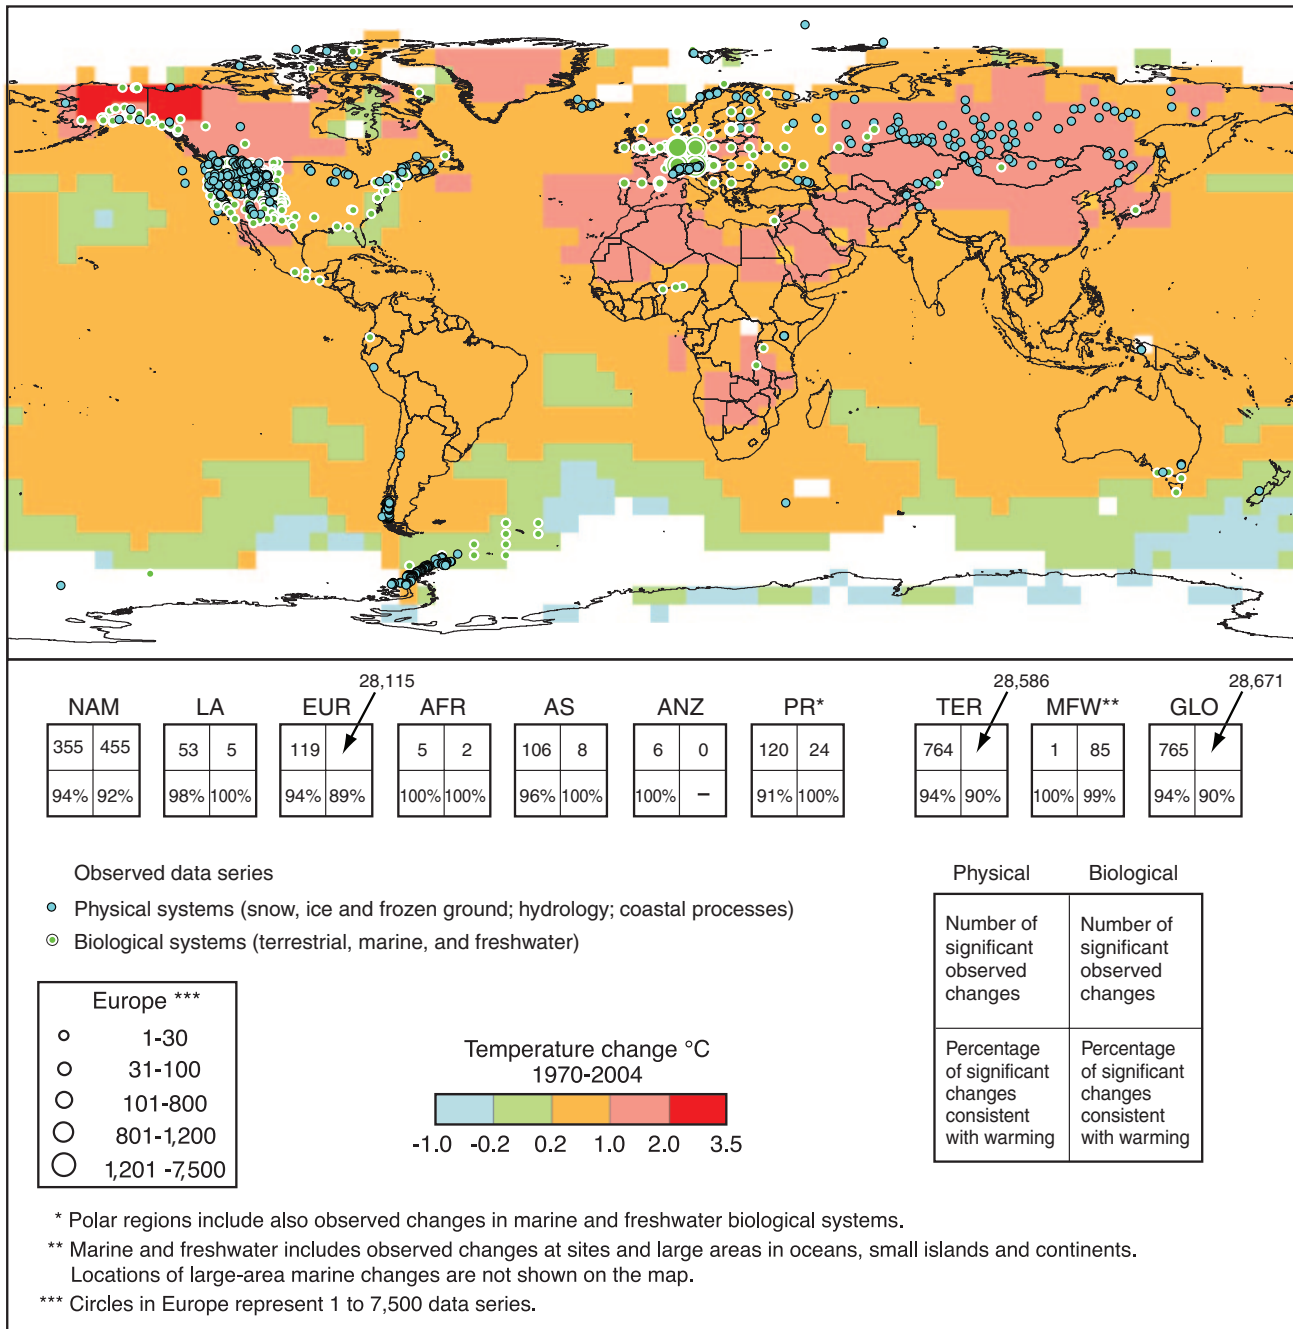 28,115
28,586
28,671
NAM
LA
EUR
AFR
AS
ANZ
PR*
TER
MFW**
GLO
355 455
53 5
119
5 2
106 8
6 0
120 24
764
1 85
765
94% 92%
98% 100%
94% 89%
100% 100%
96% 100%
100% –
91% 100%
94% 90%
100% 99%
94% 90%
Observed data series
Physical systems (snow, ice and frozen ground; hydrology; coastal processes)
Biological systems (terrestrial, marine, and freshwater)
Europe ***
1-30
31-100
101-800
801-1,200
1,201 -7,500
Temperature change °C
1970-2004
-1.0 -0.2 0.2 1.0 2.0 3.5
Physical Biological
Number of
significant
observed
changes
Number of
significant
observed
changes
Percentage
of significant
changes
consistent
with warming
Percentage
of significant
changes
consistent
with warming
* Polar regions include also observed changes in marine and freshwater biological systems.
** Marine and freshwater includes observed changes at sites and large areas in oceans, small islands and continents.
Locations of large-area marine changes are not shown on the map.
*** Circles in Europe represent 1 to 7,500 data series.